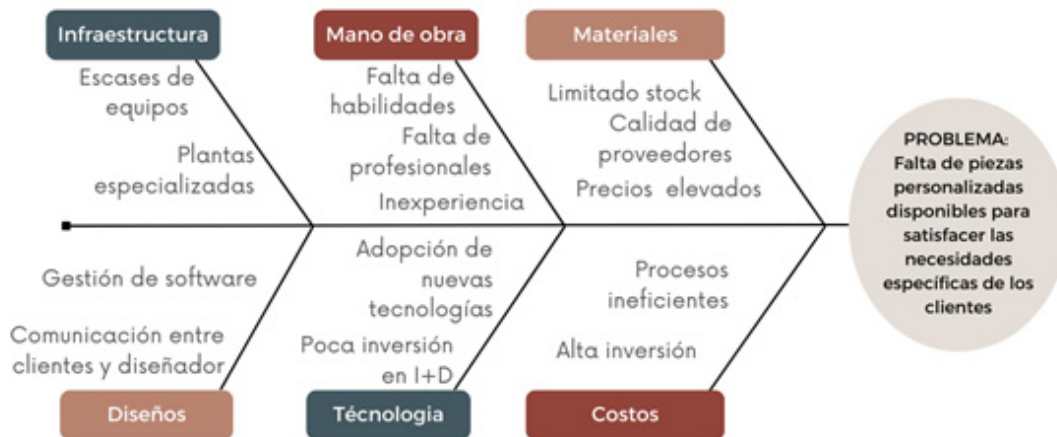 Infraestructura
Mano de obra
Materiales
Escases de
equipos
Plantas
especializadas
Falta de
habilidades
Falta de
profesionales
Inexperiencia
Limitado stock
Calidad de
proveedores
Precios elevados
PROBLEMA:
Falta de piezas
personalizadas
disponibles para
satisfacer las
necesidades
específicas de los
clientes
Gestión de software
Comunicación entre
clientes y diseñador
Adopción de
nuevas
tecnologías
Poca inversión
en I+D
Procesos
ineficientes
Alta inversión
Diseños
Técnologia
Costos